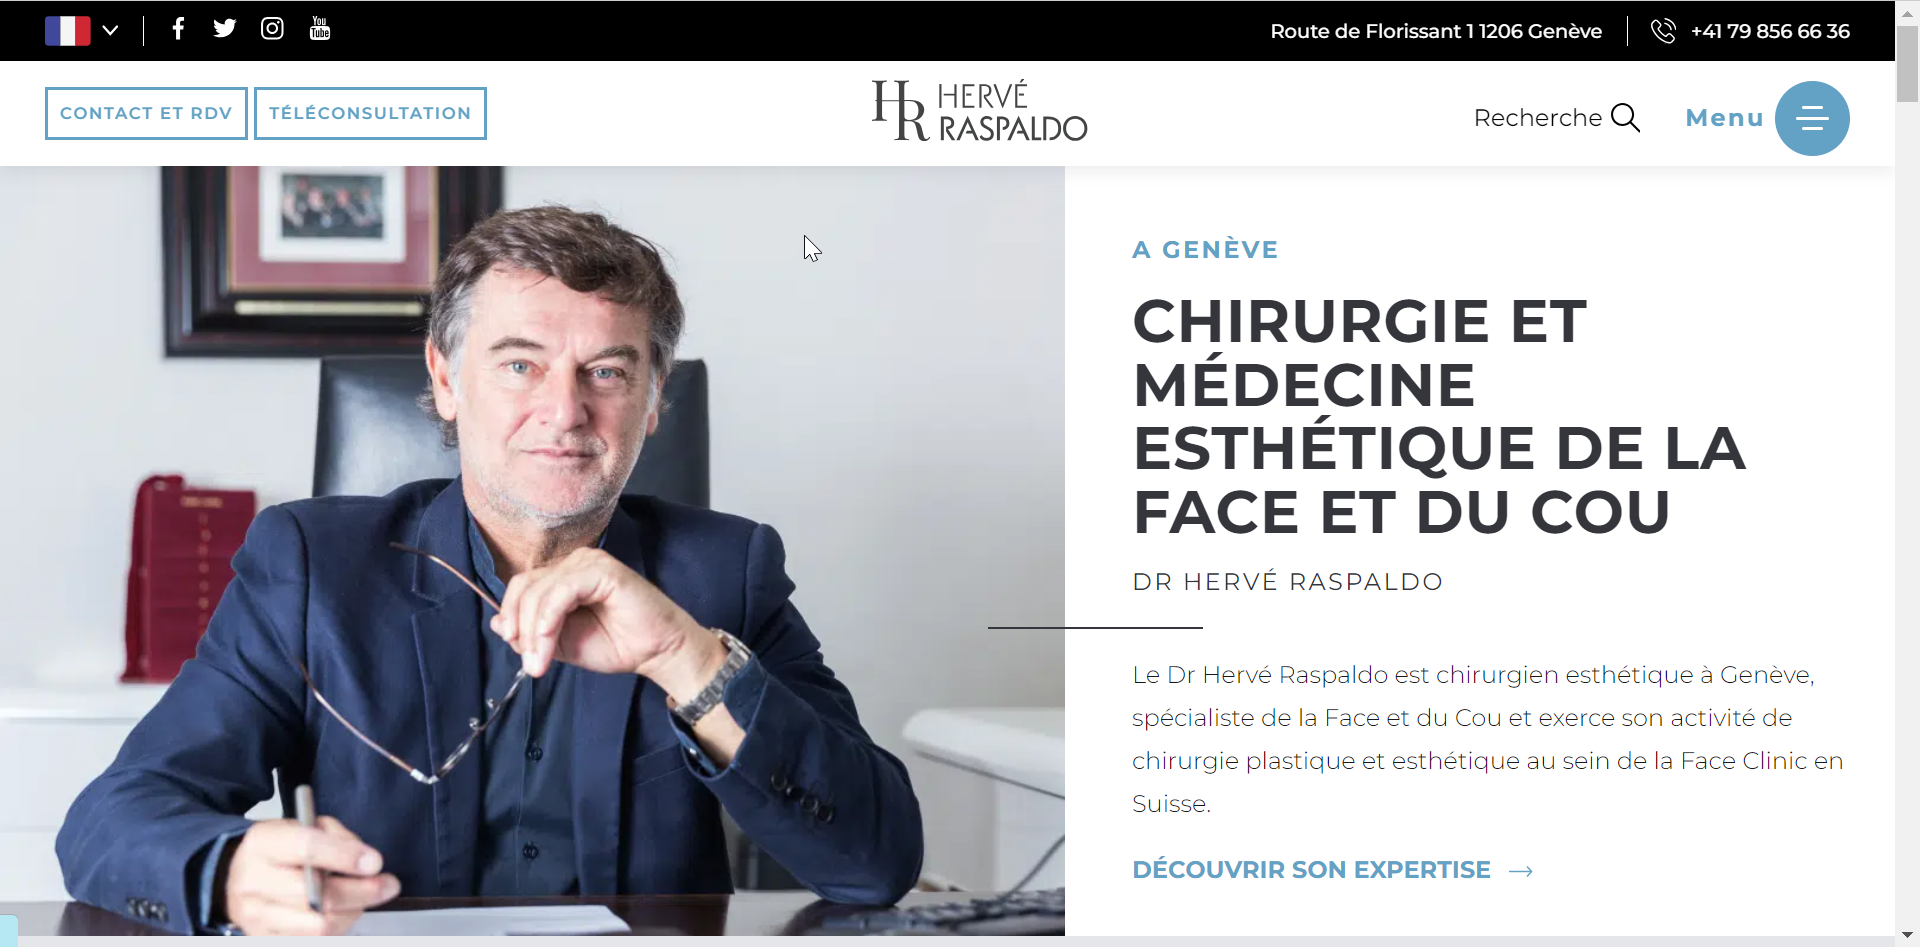 You
Tube
Route de Florissant 1 1206 Genève
+41 79 856 66 36
CONTACT ET RDV
TÉLÉCONSULTATION
HR
HERVÉ
RASPALDO
Recherche
Menu
A GENÈVE
CHIRURGIE ET
MÉDECINE
ESTHÉTIQUE DE LA
FACE ET DU COU
DR HERVÉ RASPALDO
Le Dr Hervé Raspaldo est chirurgien esthétique à Genève,
spécialiste de la Face et du Cou et exerce son activité de
chirurgie plastique et esthétique au sein de la Face Clinic en
Suisse.
DÉCOUVRIR SON EXPERTISE